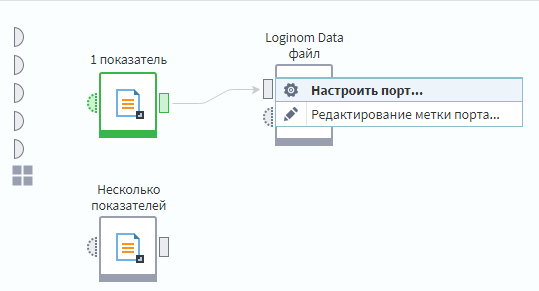 Loginom Data
файл
1 показатель
Настроить порт...
Редактирование метки порта...
Несколько
показателей